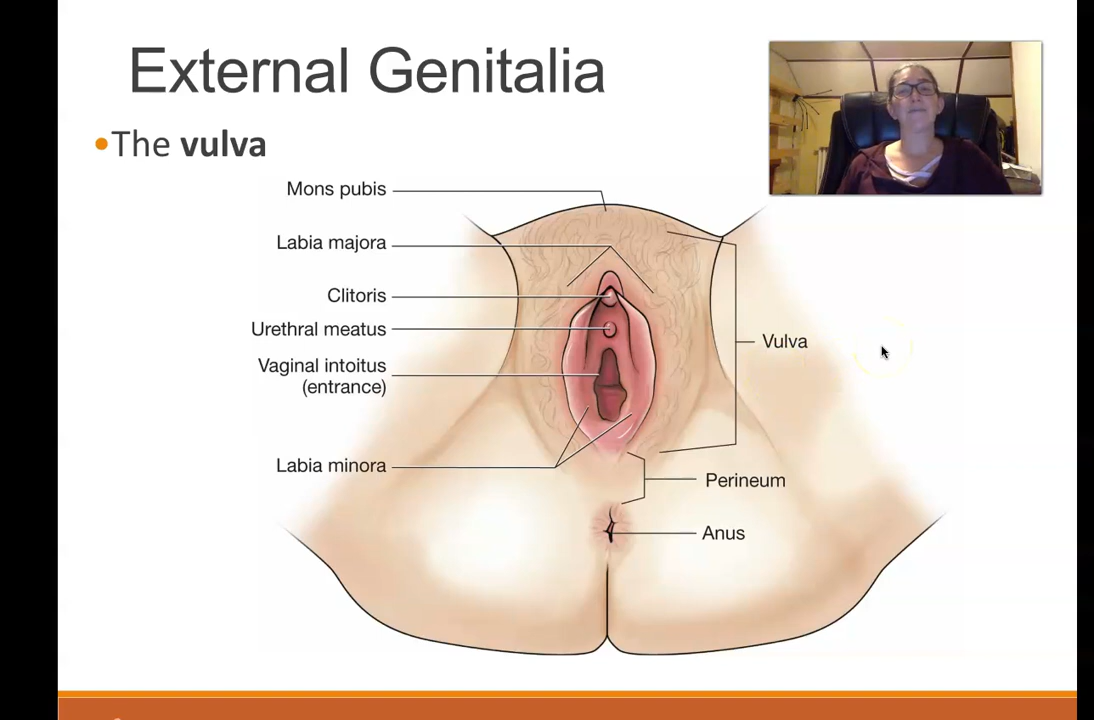 External Genitalia
•The vulva
Mons pubis
Labia majora
Clitoris
Urethral meatus
Vaginal intoitus
(entrance)
Labia minora
Vulva
Perineum
Anus